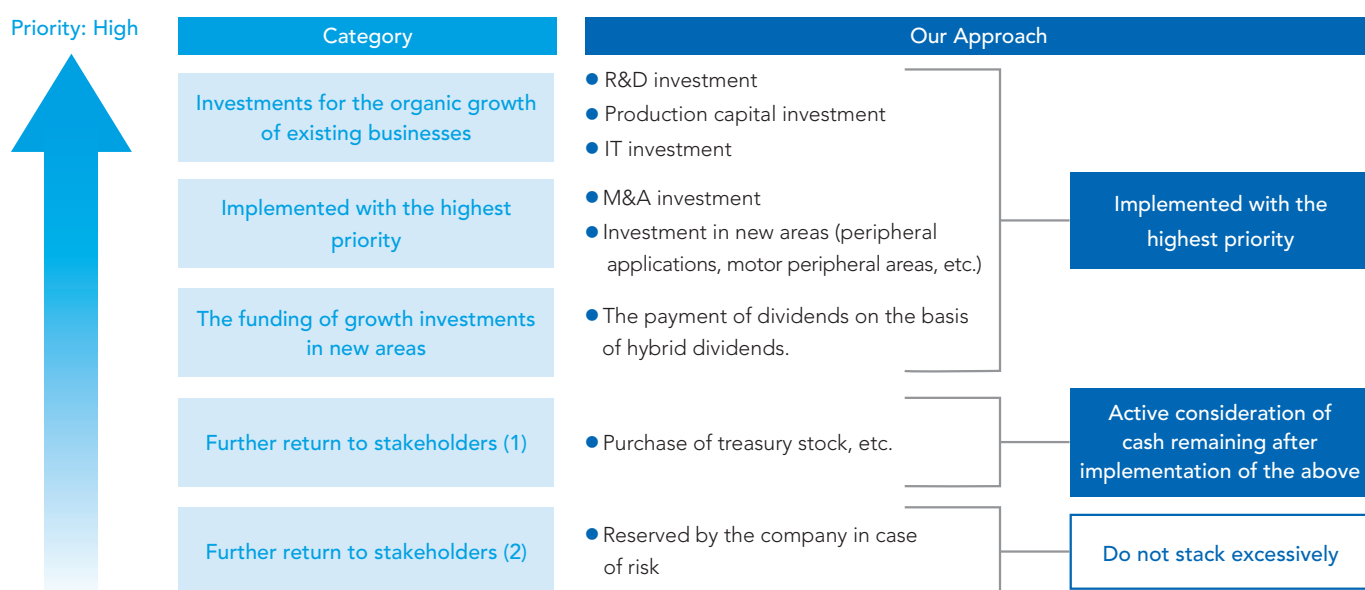 Priority: High
Category
Our Approach
Investments for the organic growth
of existing businesses
● R&D investment
● Production capital investment
● IT investment
Implemented with the highest
priority
● M&A investment
● Investment in new areas (peripheral
applications, motor peripheral areas, etc.)
Implemented with the
highest priority
The funding of growth investments
in new areas
● The payment of dividends on the basis
of hybrid dividends.
Further return to stakeholders (1)
● Purchase of treasury stock, etc.
Active consideration of
cash remaining after
implementation of the above
Further return to stakeholders (2)
● Reserved by the company in case
of risk
Do not stack excessively